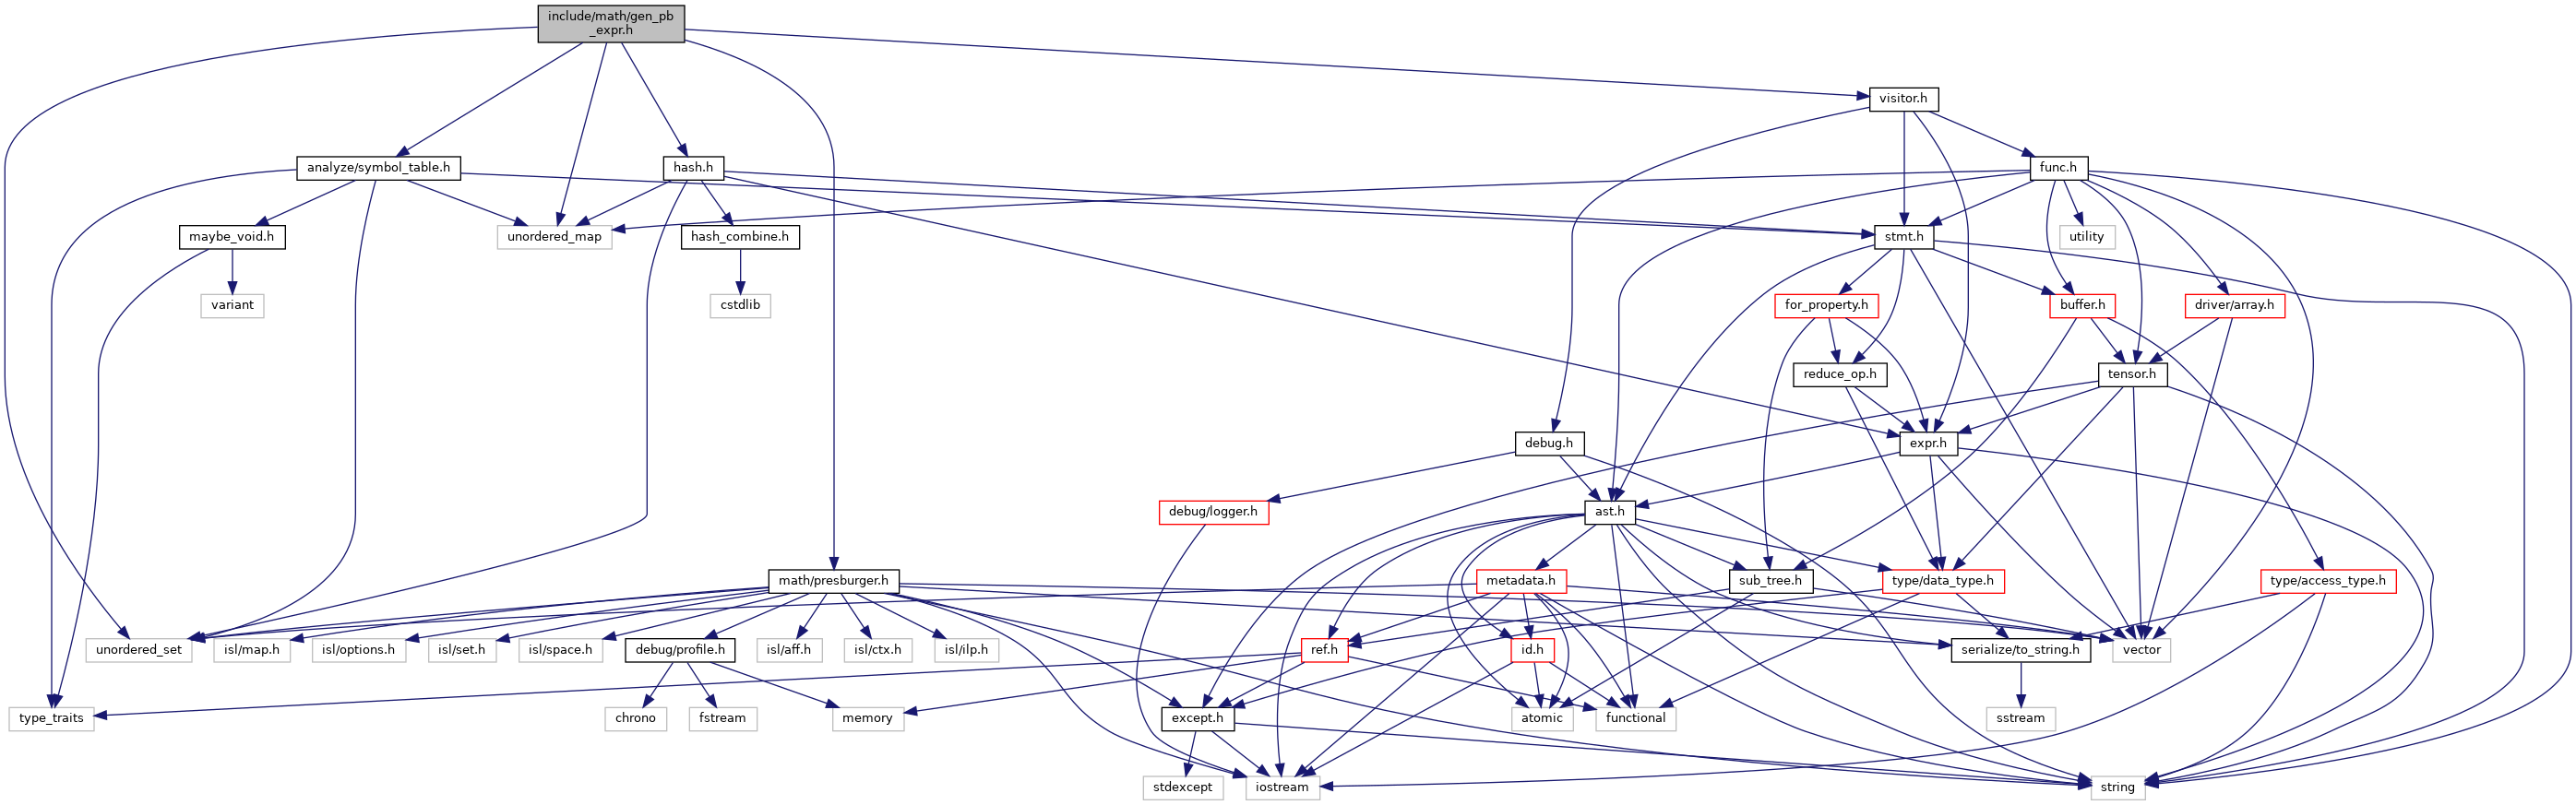 include/math/gen_pb
_expr.h
visitor.h
analyze/symbol_table.h
hash.h
func.h
maybe_void.h
unordered_map
hash_combine.h
stmt.h
utility
variant
cstdlib
for_property.h
buffer.h
driver/array.h
reduce_op.h
tensor.h
debug.h
expr.h
debug/logger.h
ast.h
math/presburger.h
metadata.h
sub_tree.h
type/data_type.h
type/access_type.h
unordered_set
isl/map.h
isl/options.h
isl/set.h
isl/space.h
debug/profile.h
isl/aff.h
isl/ctx.h
isl/ilp.h
ref.h
id.h
serialize/to_string.h
vector
type_traits
chrono
fstream
memory
except.h
atomic
functional
sstream
stdexcept
iostream
string